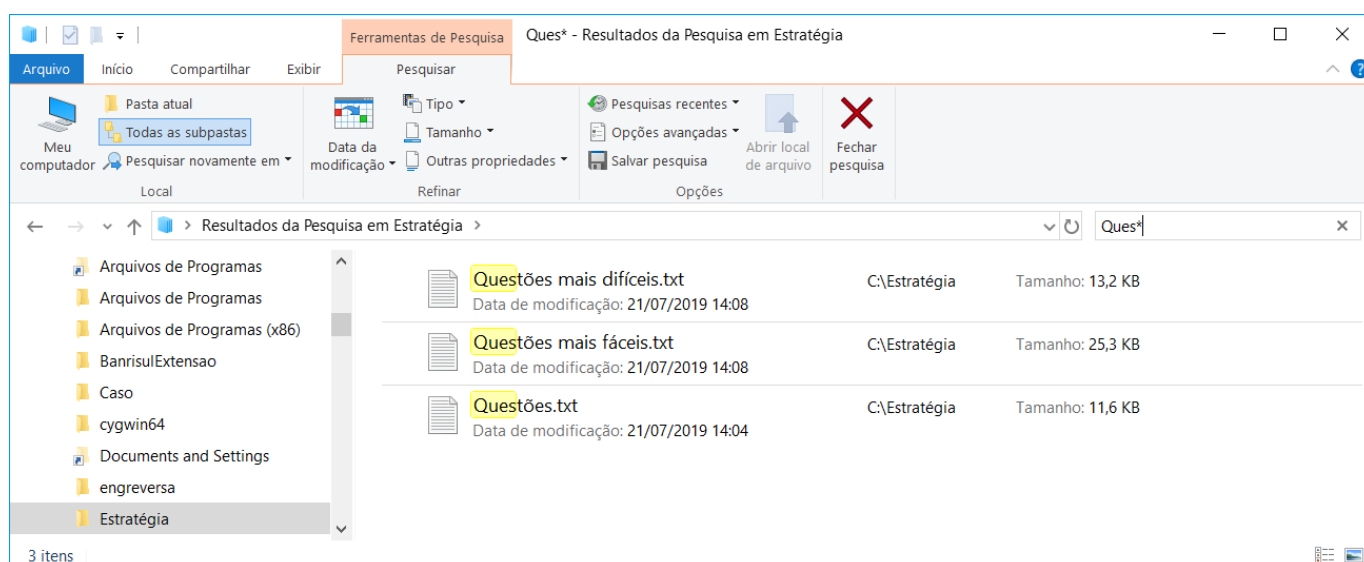 Ferramentas de Pesquisa Ques* - Resultados da Pesquisa em Estratégia
Arquivo Início Compartilhar Exibir Pesquisar
Meu computador
Pasta atual
Todas as subpastas
Pesquisar novamente em
Local
Data da modificação
Tipo
Tamanho
Outras propriedades
Refinar
Pesquisas recentes
Opções avançadas
Salvar pesquisa
Abrir local de arquivo
Opções
Fechar pesquisa
Resultados da Pesquisa em Estratégia
Ques*
Arquivos de Programas
Arquivos de Programas
Arquivos de Programas (x86)
BanrisulExtensao
Caso
cygwin64
Documents and Settings
engreversa
Estratégia
Questões mais difíceis.txt C:\Estratégia Tamanho: 13,2 KB
Data de modificação: 21/07/2019 14:08
Questões mais fáceis.txt C:\Estratégia Tamanho: 25,3 KB
Data de modificação: 21/07/2019 14:08
Questões.txt C:\Estratégia Tamanho: 11,6 KB
Data de modificação: 21/07/2019 14:04
3 itens